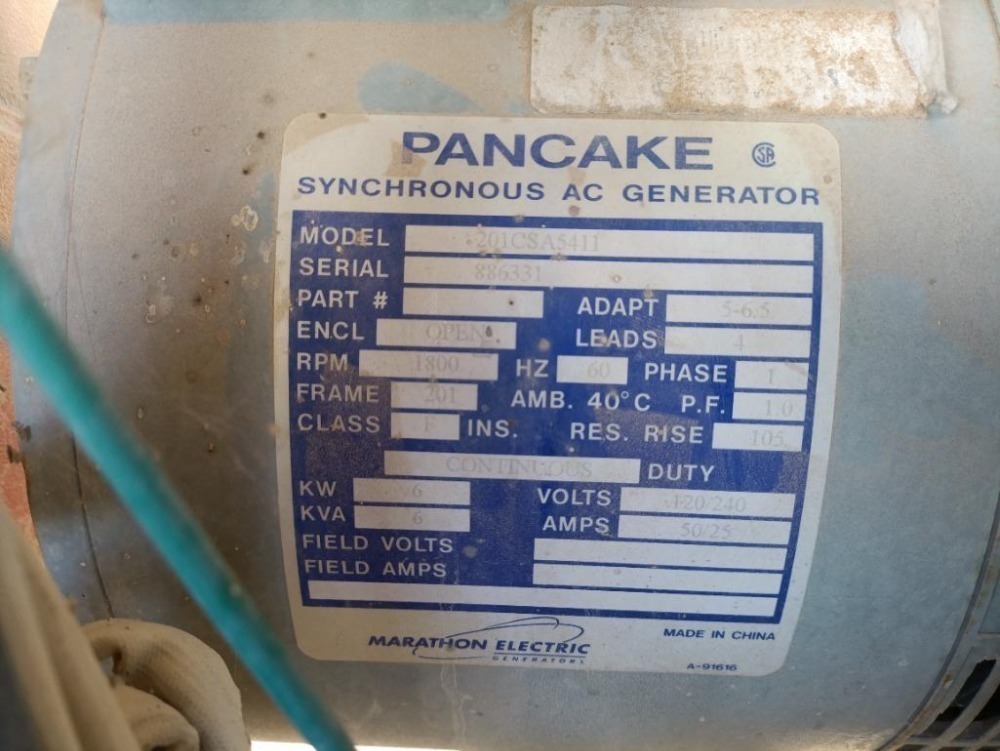 PANCAKE SA
SYNCHRONOUS AC GENERATOR
MODEL 201CSA5411
SERIAL 886331
PART # ADAPT 5-6.5
ENCL OPEN LEADS 4
RPM 1800 HZ 60 PHASE 1
FRAME 201 AMB. 40°C P.F. 1.0
CLASS F INS. RES. RISE 105
CONTINUOUS DUTY
KW 6 VOLTS 120/240
KVA 6 AMPS 50/25
FIELD VOLTS
FIELD AMPS
MARATHON ELECTRIC
GENERATORS
MADE IN CHINA
A-91616